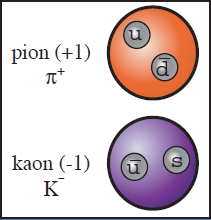 pion (+1)
π⁺
u
d̄
kaon (-1)
K⁻
ū s